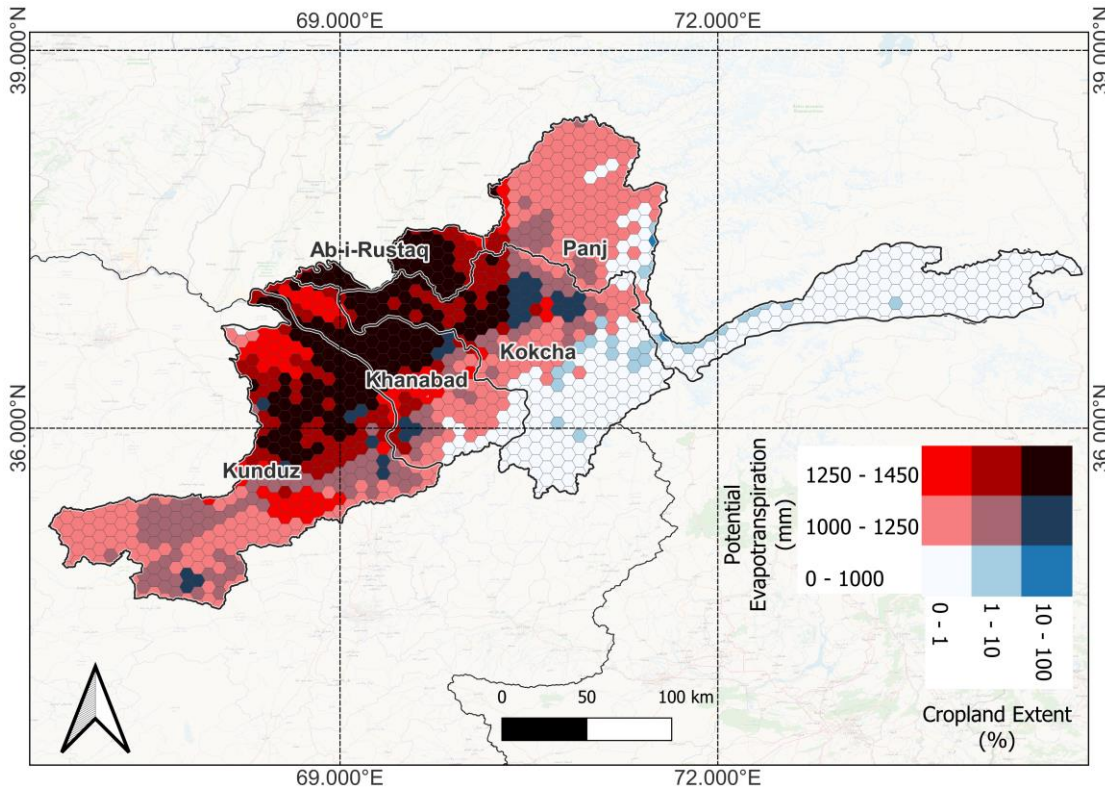 69.000°E 72.000°E
39.000°N 39.000°N
Ab-i-Rustaq
Panj
Kokcha
Khanabad
36.000°N 36.000°N
Kunduz
Potential
Evapotranspiration
(mm)
1250 - 1450
1000 - 1250
0 - 1000
0 - 1
1 - 10
10 - 100
Cropland Extent
(%)
0 50 100 km
69.000°E 72.000°E